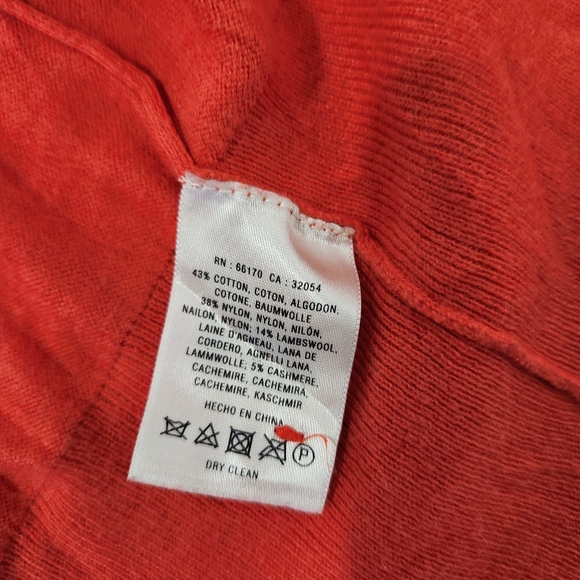 RN : 66170 CA : 32054
43% COTTON, COTON, ALGODON,
COTONE, BAUMWOLLE
38% NYLON, NYLON, NILÓN,
NAILON, NYLON; 14% LAMBSWOOL,
LAINE D'AGNEAU, LANA DE
CORDERO, AGNELLI LANA,
LAMMWOLLE; 5% CASHMERE,
CACHEMIRE, CACHEMIRA,
CACHEMIRE, KASCHMIR
HECHO EN CHINA
P
DRY CLEAN